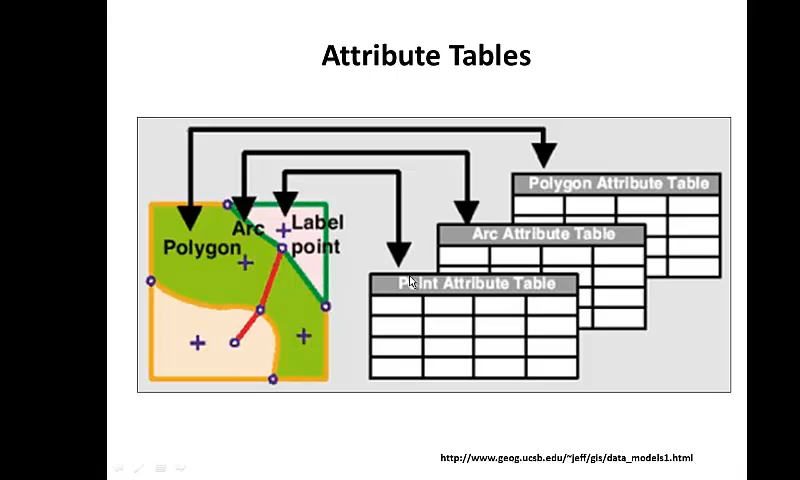 Attribute Tables
Polygon Attribute Table
Arc Attribute Table
Point Attribute Table
Arc
Label
point
Polygon
http://www.geog.ucsb.edu/~jeff/gis/data_models1.html